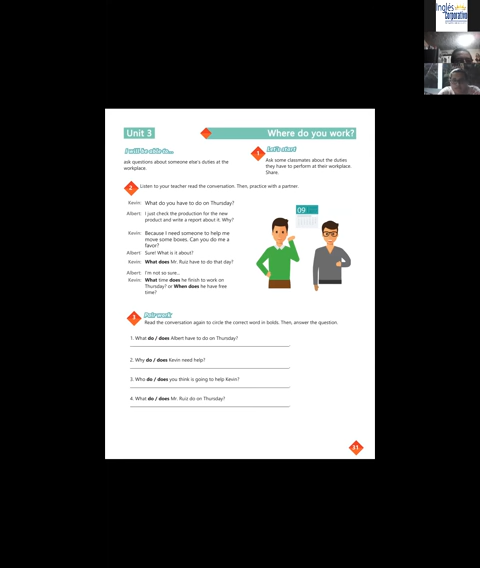 Inglés
Corporativo
Unit 3
Where do you work?
I will be able to...
ask questions about someone else's duties at the
workplace.
1
Let's start
Ask some classmates about the duties
they have to perform at their workplace.
Share.
2
Listen to your teacher read the conversation. Then, practice with a partner.
Kevin: What do you have to do on Thursday?
Albert: I just check the production for the new
product and write a report about it. Why?
Kevin: Because I need someone to help me
move some boxes. Can you do me a
favor?
Albert: Sure! What is it about?
Kevin: What does Mr. Ruiz have to do that day?
Albert: I'm not so sure...
Kevin: What time does he finish to work on
Thursday? or When does he have free
time?
09
3
Pair work
Read the conversation again to circle the correct word in bolds. Then, answer the question.
1. What do / does Albert have to do on Thursday?
2. Why do / does Kevin need help?
3. Who do / does you think is going to help Kevin?
4. What do / does Mr. Ruiz do on Thursday?
31